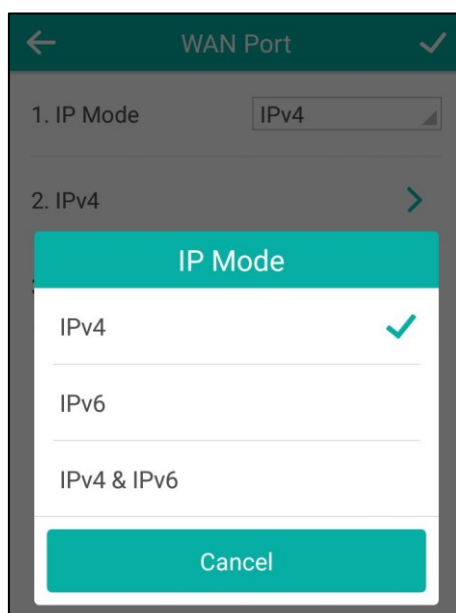 WAN Port
1. IP Mode IPv4
2. IPv4
IP Mode
IPv4
IPv6
IPv4 & IPv6
Cancel